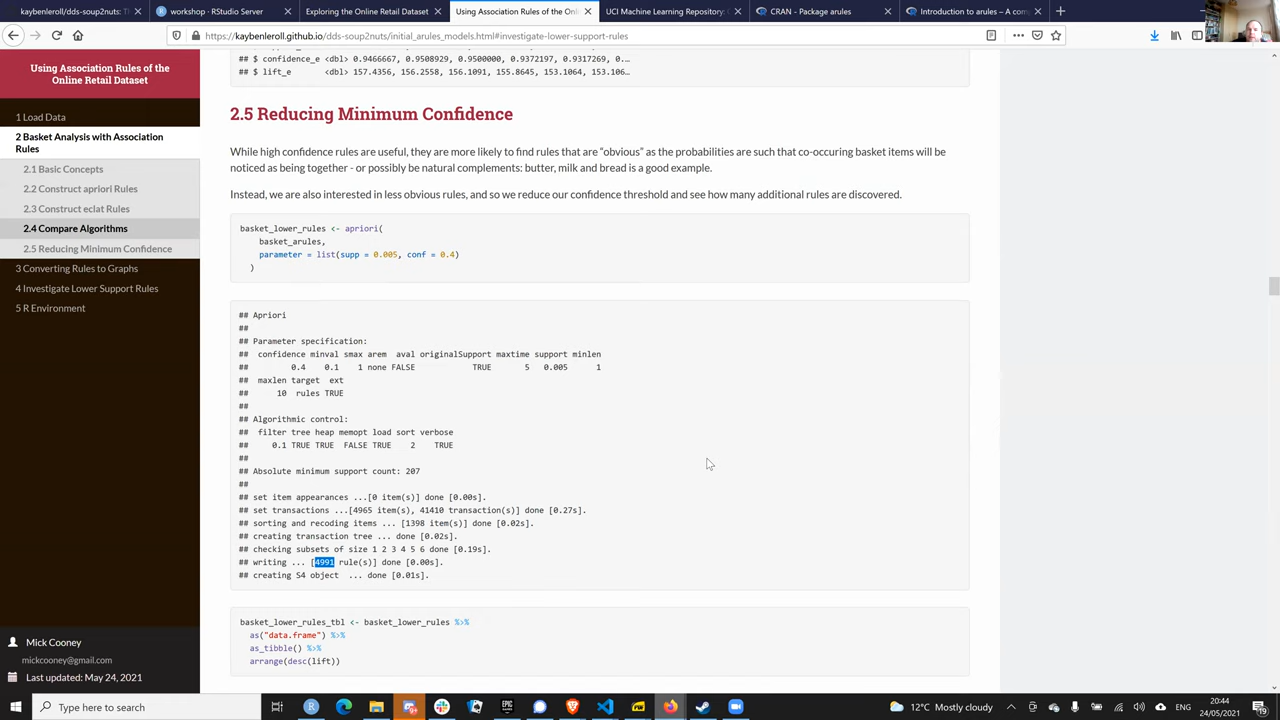 kaybenleroll/dds-soup2nuts: T
workshop - RStudio Server
Exploring the Online Retail Dataset
Using Association Rules of the Onl
UCI Machine Learning Repository:
CRAN - Package arules
Introduction to arules – A com
https://kaybenleroll.github.io/dds-soup2nuts/initial_arules_models.html#investigate-lower-support-rules
Using Association Rules of the
Online Retail Dataset
1 Load Data
2 Basket Analysis with Association
Rules
2.1 Basic Concepts
2.2 Construct apriori Rules
2.3 Construct eclat Rules
2.4 Compare Algorithms
2.5 Reducing Minimum Confidence
3 Converting Rules to Graphs
4 Investigate Lower Support Rules
5 R Environment
Mick Cooney
mickcooney@gmail.com
Last updated: May 24, 2021
## $ confidence_e <dbl> 0.9466667, 0.9508929, 0.9500000, 0.9372197, 0.9317269, 0…
## $ lift_e       <dbl> 157.4356, 156.2558, 156.1091, 155.8645, 153.1064, 153.106…
2.5 Reducing Minimum Confidence
While high confidence rules are useful, they are more likely to find rules that are “obvious” as the probabilities are such that co-occuring basket items will be
noticed as being together - or possibly be natural complements: butter, milk and bread is a good example.
Instead, we are also interested in less obvious rules, and so we reduce our confidence threshold and see how many additional rules are discovered.
basket_lower_rules <- apriori(
basket_arules,
parameter = list(supp = 0.005, conf = 0.4)
)
## Apriori
##
## Parameter specification:
##  confidence minval smax arem  aval originalSupport maxtime support minlen
##         0.4    0.1    1 none FALSE            TRUE       5   0.005      1
##  maxlen target  ext
##      10  rules TRUE
##
## Algorithmic control:
##  filter tree heap memopt load sort verbose
##     0.1 TRUE TRUE  FALSE TRUE    2    TRUE
##
## Absolute minimum support count: 207
##
## set item appearances ...[0 item(s)] done [0.00s].
## set transactions ...[4965 item(s), 41410 transaction(s)] done [0.27s].
## sorting and recoding items ... [1398 item(s)] done [0.02s].
## creating transaction tree ... done [0.02s].
## checking subsets of size 1 2 3 4 5 6 done [0.19s].
## writing ... [4991 rule(s)] done [0.00s].
## creating S4 object  ... done [0.01s].
basket_lower_rules_tbl <- basket_lower_rules %>%
as("data.frame") %>%
as_tibble() %>%
arrange(desc(lift))
Type here to search
12°C Mostly cloudy
ENG
20:44
24/05/2021